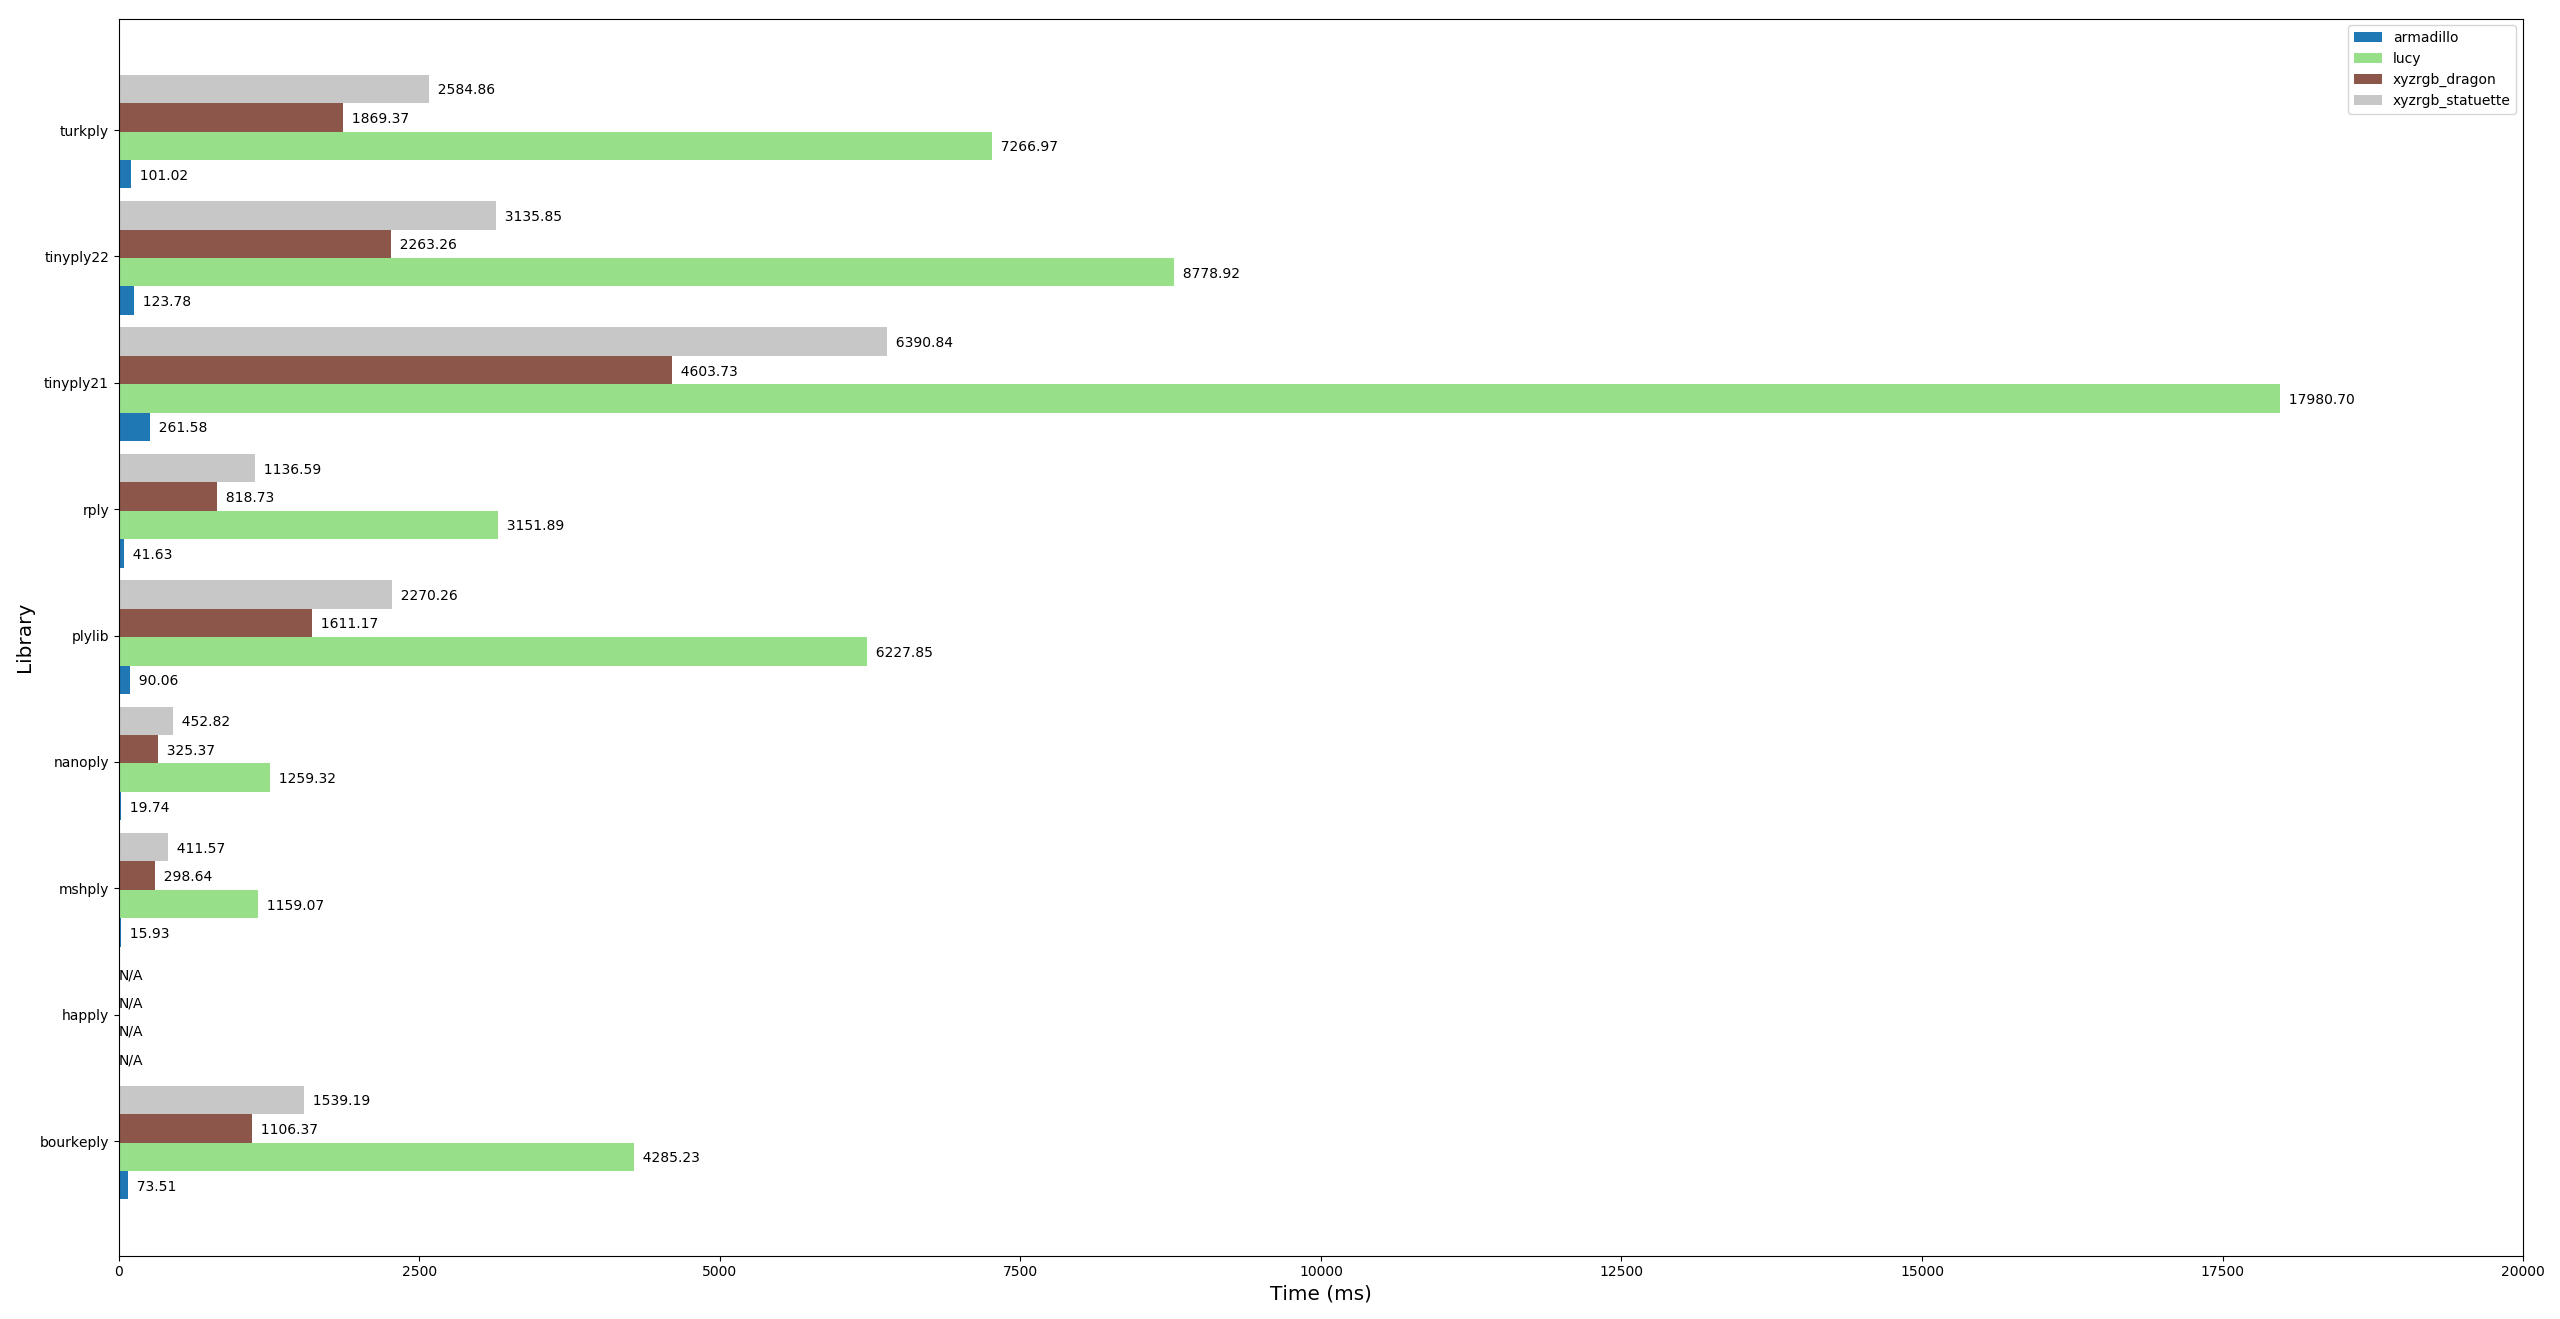 armadillo
lucy
xyzrgb_dragon
xyzrgb_statuette
2584.86
1869.37
turkply
7266.97
101.02
3135.85
2263.26
tinyply22
8778.92
123.78
6390.84
4603.73
tinyply21
17980.70
261.58
1136.59
818.73
rply
3151.89
41.63
2270.26
1611.17
plylib
6227.85
90.06
452.82
325.37
nanoply
1259.32
19.74
411.57
298.64
mshply
1159.07
15.93
N/A
N/A
happly
N/A
N/A
1539.19
1106.37
bourkeply
4285.23
73.51
Library
0 2500 5000 7500 10000 12500 15000 17500 20000
Time (ms)